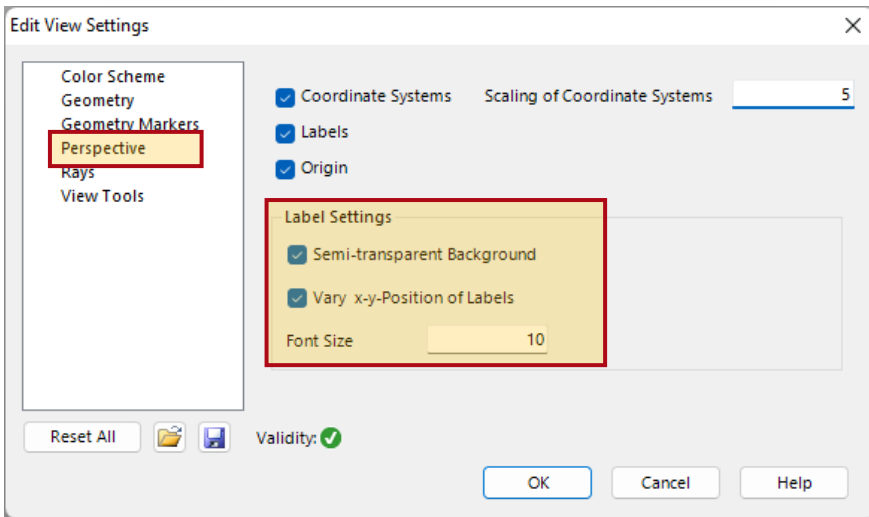 Edit View Settings
Color Scheme
Geometry
Geometry Markers
Perspective
Rays
View Tools
Coordinate Systems Scaling of Coordinate Systems 5
Labels
Origin
Label Settings
Semi-transparent Background
Vary x-y-Position of Labels
Font Size 10
Reset All Validity:
OK Cancel Help